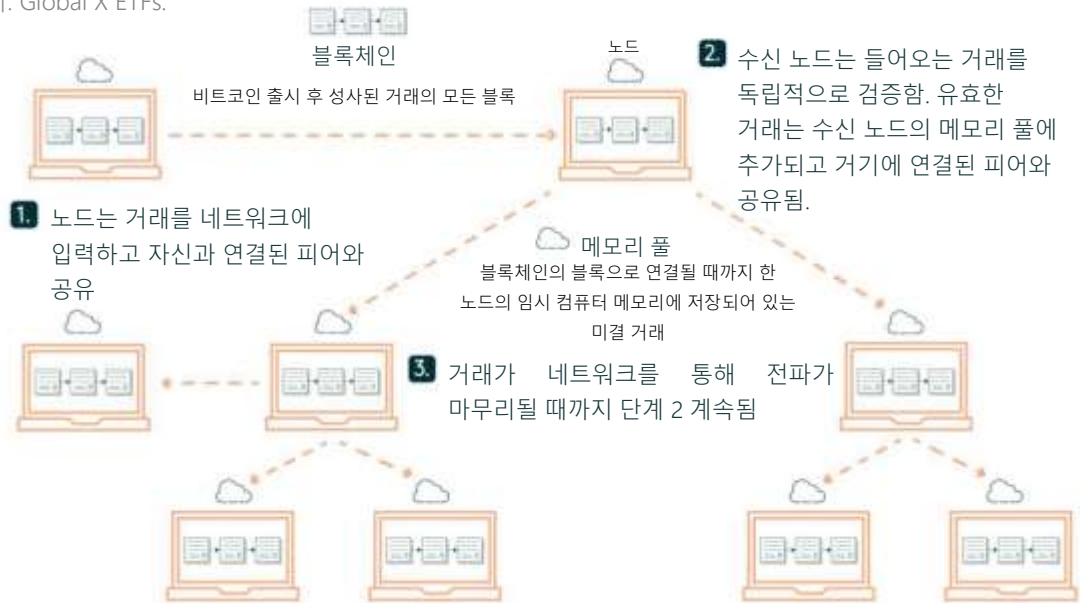 Global X ETFs.
블록체인
비트코인 출시 후 성사된 거래의 모든 블록
노드
2. 수신 노드는 들어오는 거래를
독립적으로 검증함. 유효한
거래는 수신 노드의 메모리 풀에
추가되고 거기에 연결된 피어와
공유됨.
1. 노드는 거래를 네트워크에
입력하고 자신과 연결된 피어와
공유
메모리 풀
블록체인의 블록으로 연결될 때까지 한
노드의 임시 컴퓨터 메모리에 저장되어 있는
미결 거래
3. 거래가 네트워크를 통해 전파가
마무리될 때까지 단계 2 계속됨